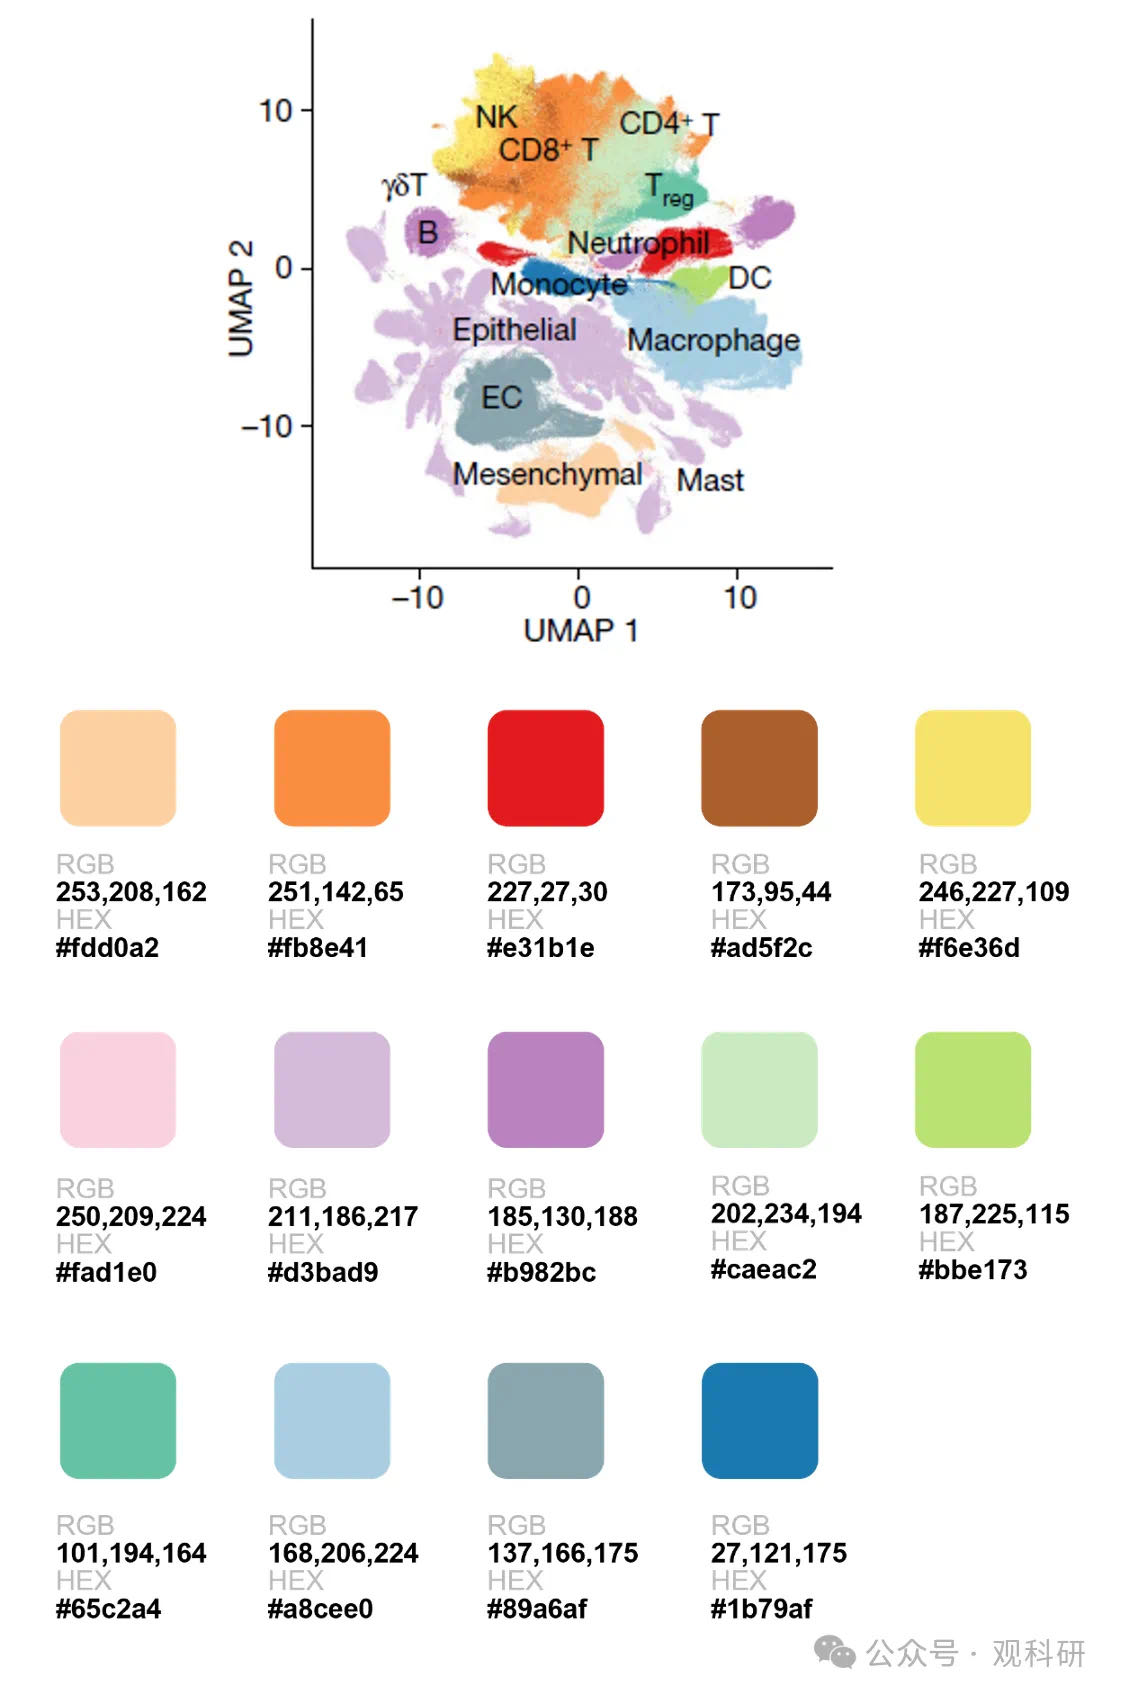 10
NK
CD4⁺ T
CD8⁺ T
γδT
Treg
B
UMAP 2
0
Neutrophil
Monocyte
DC
Epithelial
Macrophage
EC
−10
Mesenchymal
Mast
−10 0 10
UMAP 1
RGB RGB RGB RGB RGB
253,208,162 251,142,65 227,27,30 173,95,44 246,227,109
HEX HEX HEX HEX HEX
#fdd0a2 #fb8e41 #e31b1e #ad5f2c #f6e36d
RGB RGB RGB RGB RGB
250,209,224 211,186,217 185,130,188 202,234,194 187,225,115
HEX HEX HEX HEX HEX
#fad1e0 #d3bad9 #b982bc #caeac2 #bbe173
RGB RGB RGB RGB
101,194,164 168,206,224 137,166,175 27,121,175
HEX HEX HEX HEX
#65c2a4 #a8cee0 #89a6af #1b79af
公众号 · 观科研